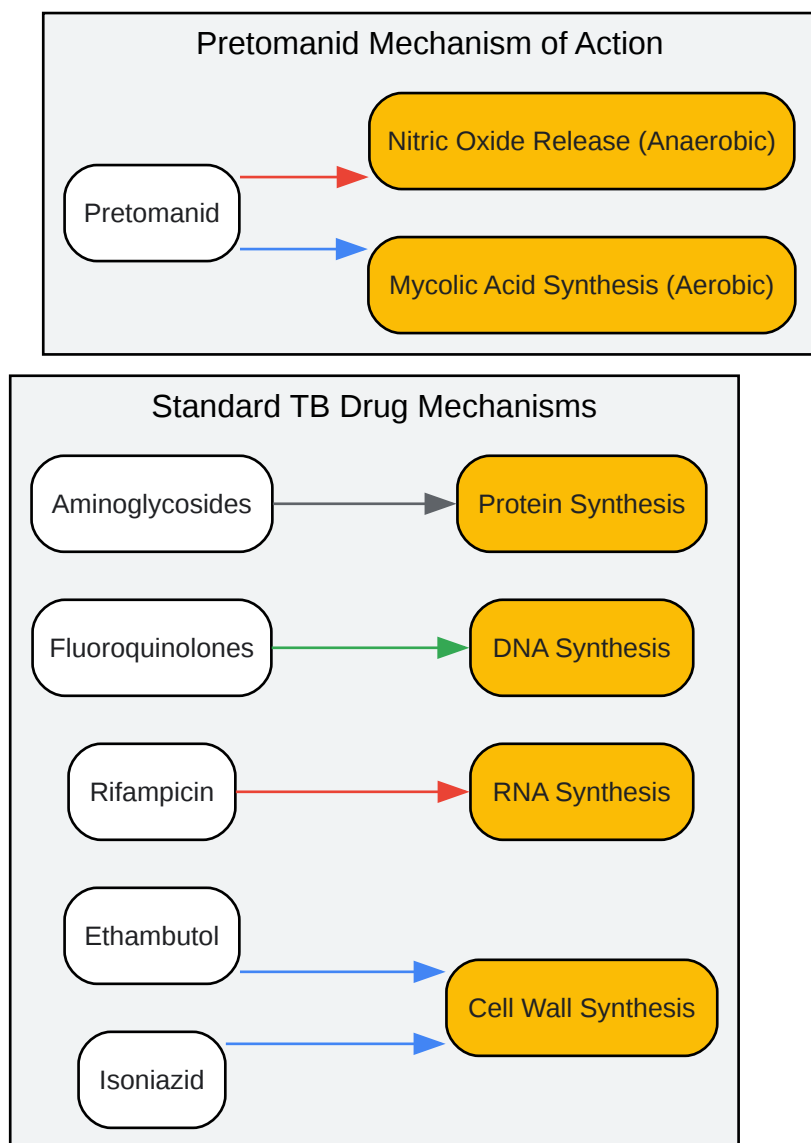 Pretomanid Mechanism of Action
Nitric Oxide Release (Anaerobic)
Pretomanid
Mycolic Acid Synthesis (Aerobic)
Standard TB Drug Mechanisms
Aminoglycosides
Protein Synthesis
Fluoroquinolones
DNA Synthesis
Rifampicin
RNA Synthesis
Ethambutol
Cell Wall Synthesis
Isoniazid